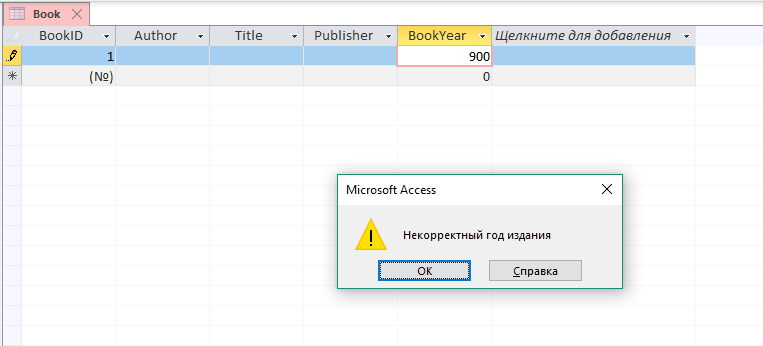 Book
BookID Author Title Publisher BookYear Щелкните для добавления
1 900
(№) 0
Microsoft Access
Некорректный год издания
ОК Справка